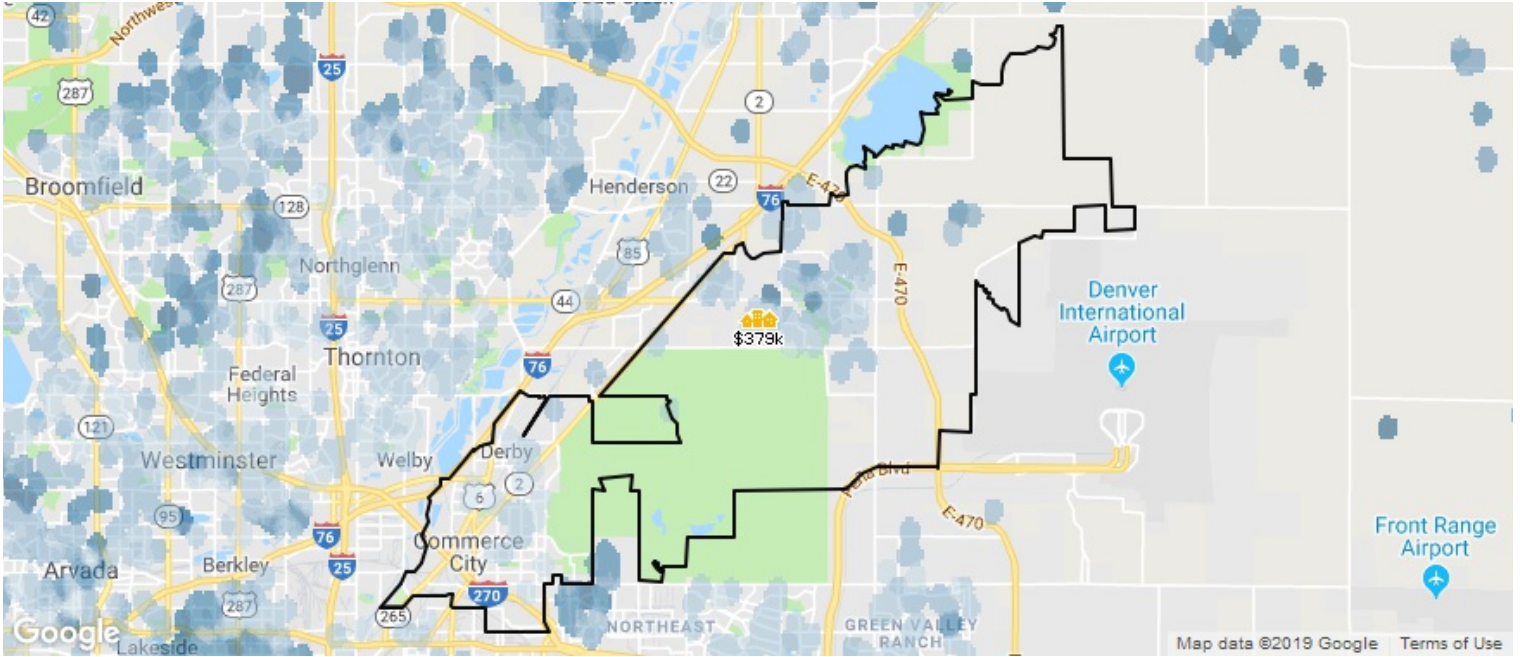 42
Northwest
287
25
2
Broomfield
128
Henderson
22
76
E-470
85
Northglenn
287
44
E-470
Denver
International
Airport
$379k
25
Thornton
76
Federal
Heights
121
Westminster
Welby
Derby
6
2
Peña Blvd
95
76
E-470
Commerce
City
Front Range
Airport
Arvada
Berkley
25
270
287
265
NORTHEAST
GREEN VALLEY
RANCH
Google
Lakeside
Map data ©2019 Google
Terms of Use